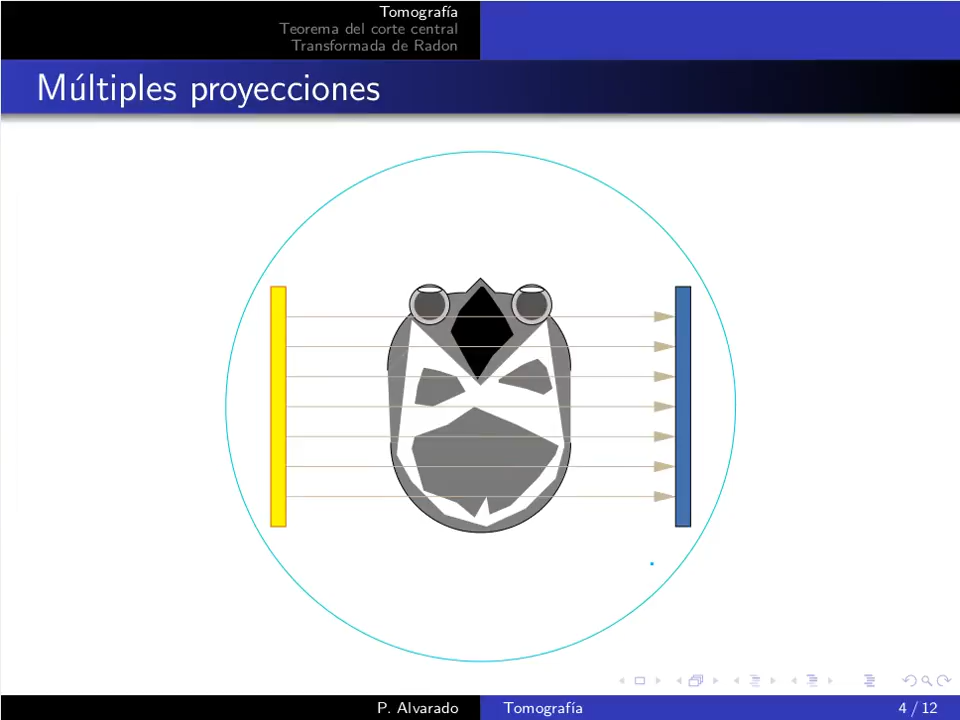 Tomografía
Teorema del corte central
Transformada de Radon
Múltiples proyecciones
P. Alvarado
Tomografía
4 / 12